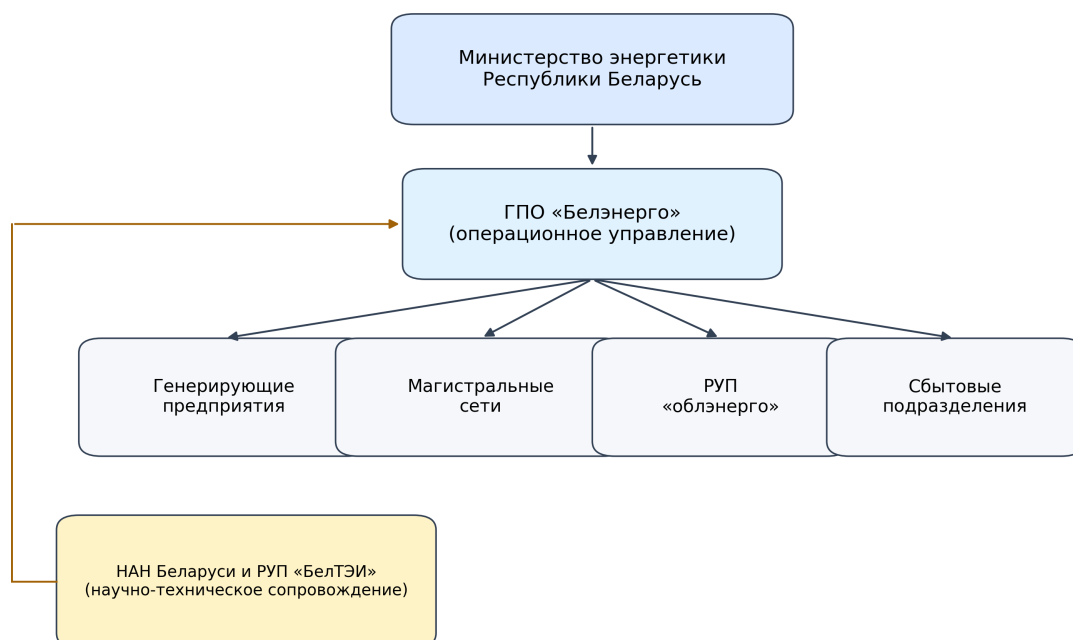 Министерство энергетики
Республики Беларусь
ГПО «Белэнерго»
(операционное управление)
Генерирующие
предприятия
Магистральные
сети
РУП
«облэнерго»
Сбытовые
подразделения
НАН Беларуси и РУП «БелТЭИ»
(научно-техническое сопровождение)